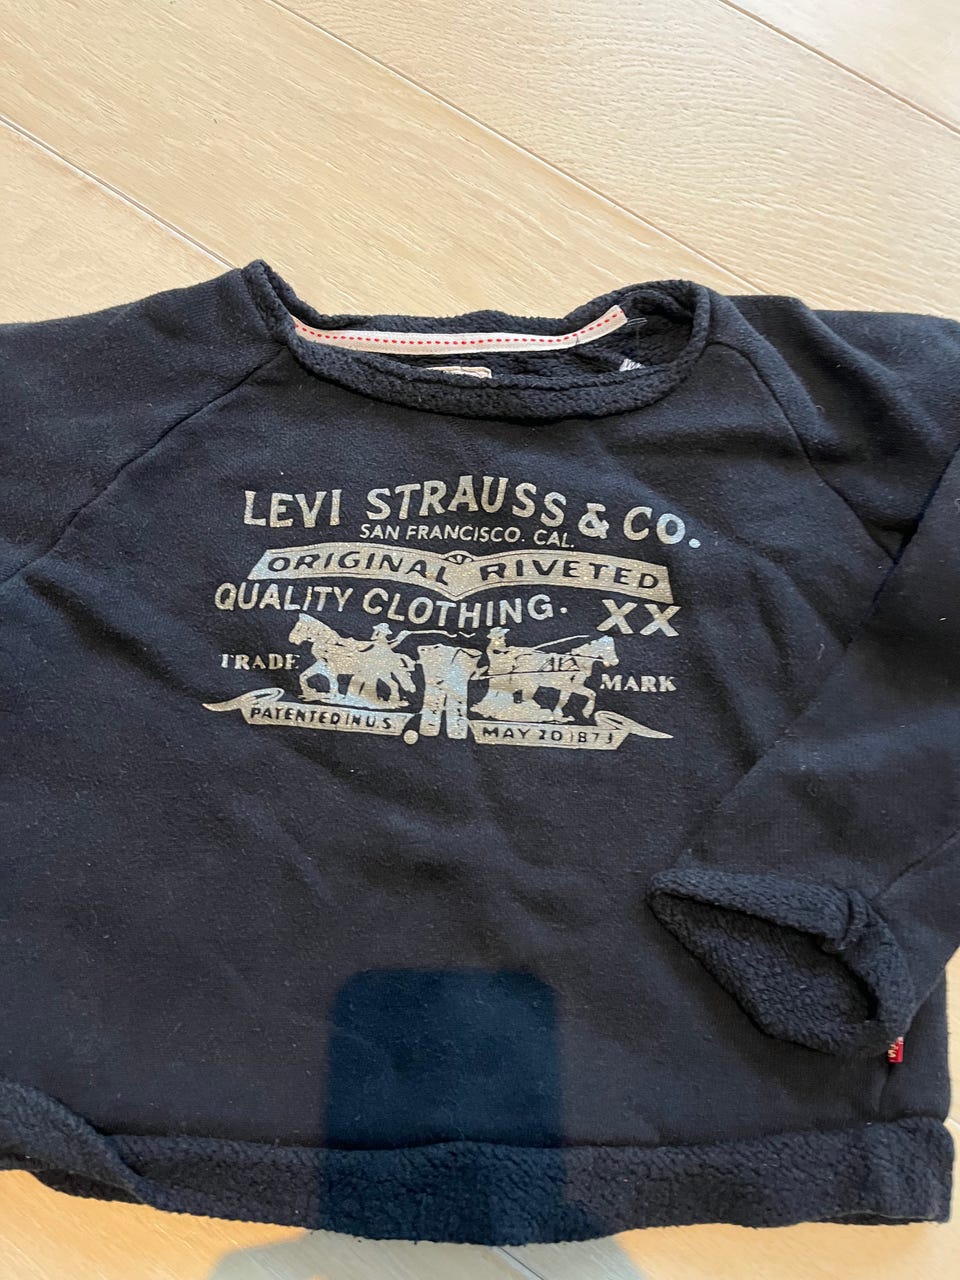 LEVI STRAUSS & CO.
SAN FRANCISCO. CAL.
ORIGINAL RIVETED
QUALITY CLOTHING. XX
TRADE MARK
PATENTED IN U.S. MAY 20 1873